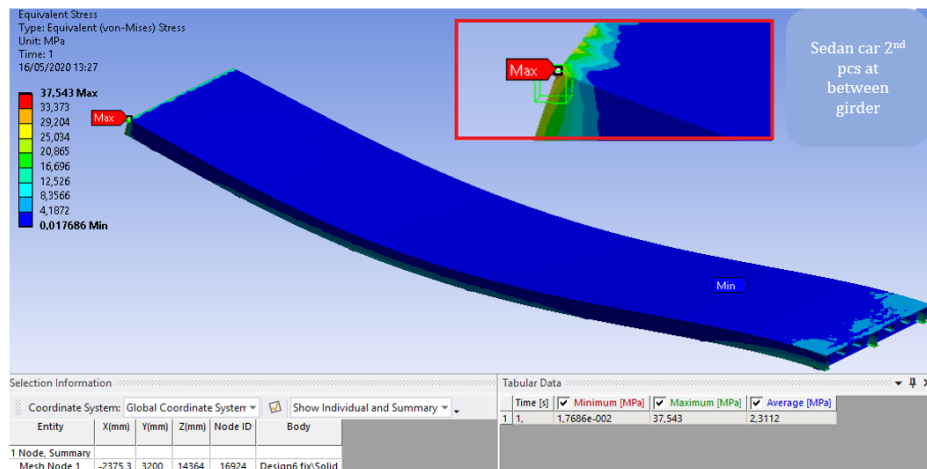 Equivalent Stress
Type: Equivalent (von-Mises) Stress
Unit: MPa
Time: 1
16/05/2020 13:27
37,543 Max
33,373
29,204
25,034
20,865
16,696
12,526
8,3566
4,1872
0,017686 Min
Max
Max
Sedan car 2nd
pcs at
between
girder
Min
Selection Information
Coordinate System: Global Coordinate System
Show Individual and Summary
Entity X(mm) Y(mm) Z(mm) Node ID Body
1 Node, Summary
Mesh Node 1 -2375,3 3200, 14364 16924 Design6 fix\Solid
Tabular Data
Time [s] Minimum [MPa] Maximum [MPa] Average [MPa]
1 1, 1,7686e-002 37,543 2,3112